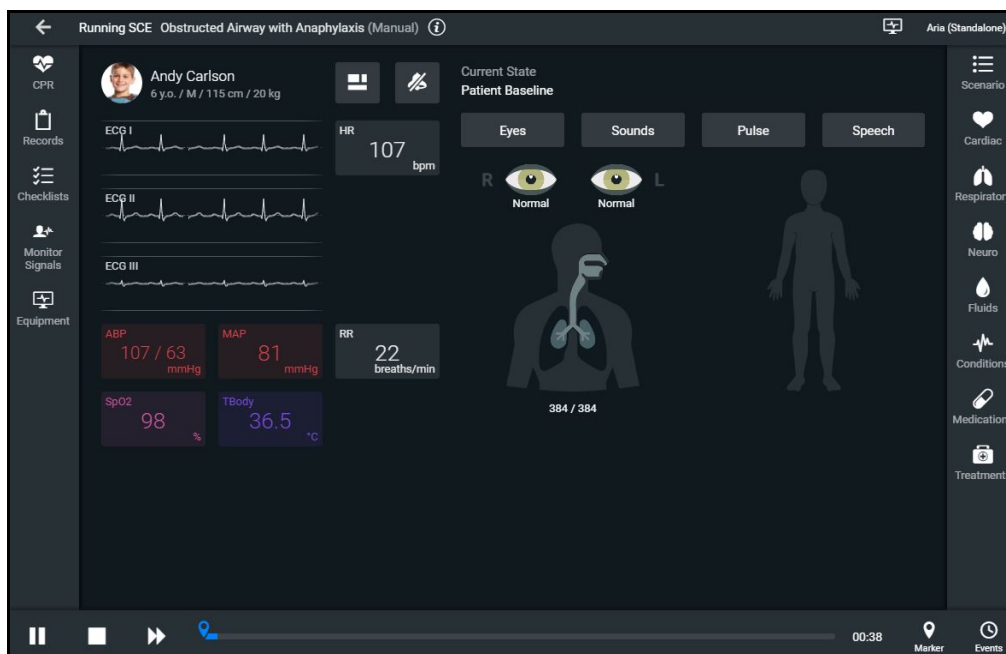 Running SCE Obstructed Airway with Anaphylaxis (Manual) i
Aria (Standalone)
CPR
Records
Checklists
Monitor
Signals
Equipment
Andy Carlson
6 y.o. / M / 115 cm / 20 kg
ECG I
ECG II
ECG III
HR
107
bpm
ABP
107 / 63
mmHg
MAP
81
mmHg
RR
22
breaths/min
SpO2
98
%
TBody
36.5
°C
Current State
Patient Baseline
Eyes
Sounds
Pulse
Speech
R
L
Normal
Normal
384 / 384
Scenario
Cardiac
Respirator
Neuro
Fluids
Conditions
Medication
Treatment
00:38
Marker
Events